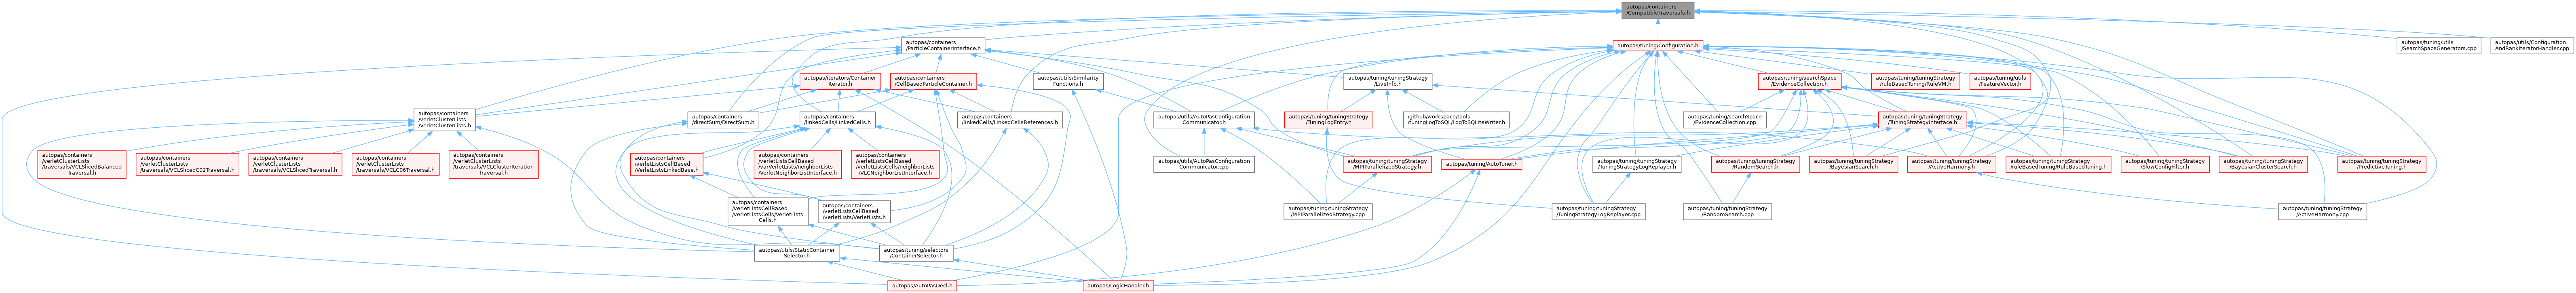 autopas/containers
/CompatibleTraversals.h
autopas/containers
/ParticleContainerInterface.h
autopas/tuning/Configuration.h
autopas/tuning/utils
/SearchSpaceGenerators.cpp
autopas/utils/Configuration
AndRankIteratorHandler.cpp
autopas/iterators/Container
Iterator.h
autopas/containers
/CellBasedParticleContainer.h
autopas/utils/Similarity
Functions.h
autopas/tuning/tuningStrategy
/LiveInfo.h
autopas/tuning/searchSpace
/EvidenceCollection.h
autopas/tuning/tuningStrategy
/ruleBasedTuning/RuleVM.h
autopas/tuning/utils
/FeatureVector.h
autopas/containers
/verletClusterLists
/VerletClusterLists.h
autopas/containers
/directSum/DirectSum.h
autopas/containers
/linkedCells/LinkedCells.h
autopas/containers
/linkedCells/LinkedCellsReferences.h
autopas/utils/AutoPasConfiguration
Communicator.h
autopas/tuning/tuningStrategy
/TuningLogEntry.h
/github/workspace/tools
/tuningLogToSQL/LogToSQLiteWriter.h
autopas/tuning/searchSpace
/EvidenceCollection.cpp
autopas/tuning/tuningStrategy
/TuningStrategyInterface.h
autopas/containers
/verletClusterLists
/traversals/VCLSlicedBalanced
Traversal.h
autopas/containers
/verletClusterLists
/traversals/VCLSlicedC02Traversal.h
autopas/containers
/verletClusterLists
/traversals/VCLSlicedTraversal.h
autopas/containers
/verletClusterLists
/traversals/VCLC06Traversal.h
autopas/containers
/verletClusterLists
/traversals/VCLClusterIteration
Traversal.h
autopas/containers
/verletListsCellBased
/VerletListsLinkedBase.h
autopas/containers
/verletListsCellBased
/varVerletLists/neighborLists
/VerletNeighborListInterface.h
autopas/containers
/verletListsCellBased
/verletListsCells/neighborLists
/VLCNeighborListInterface.h
autopas/utils/AutoPasConfiguration
Communicator.cpp
autopas/tuning/tuningStrategy
/MPIParallelizedStrategy.h
autopas/tuning/AutoTuner.h
autopas/tuning/tuningStrategy
/TuningStrategyLogReplayer.h
autopas/tuning/tuningStrategy
/RandomSearch.h
autopas/tuning/tuningStrategy
/BayesianSearch.h
autopas/tuning/tuningStrategy
/ActiveHarmony.h
autopas/tuning/tuningStrategy
/ruleBasedTuning/RuleBasedTuning.h
autopas/tuning/tuningStrategy
/SlowConfigFilter.h
autopas/tuning/tuningStrategy
/BayesianClusterSearch.h
autopas/tuning/tuningStrategy
/PredictiveTuning.h
autopas/containers
/verletListsCellBased
/verletListsCells/VerletLists
Cells.h
autopas/containers
/verletListsCellBased
/verletLists/VerletLists.h
autopas/tuning/tuningStrategy
/MPIParallelizedStrategy.cpp
autopas/tuning/tuningStrategy
/TuningStrategyLogReplayer.cpp
autopas/tuning/tuningStrategy
/RandomSearch.cpp
autopas/tuning/tuningStrategy
/ActiveHarmony.cpp
autopas/utils/StaticContainer
Selector.h
autopas/tuning/selectors
/ContainerSelector.h
autopas/AutoPasDecl.h
autopas/LogicHandler.h